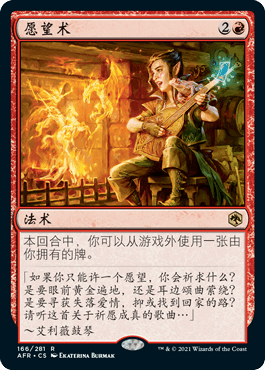 愿望术 2
法术
本回合中，你可以从游戏外使用一张由
你拥有的牌。
「如果你只能许一个愿望，你会祈求什么？
是要眼前黄金遍地，还是耳边颂曲萦绕？
是要寻获失落爱情，抑或找到回家的路？
请听这首关于祈愿成真的歌曲…」
～艾利薇鼓琴
166/281 R
AFR • CS EKATERINA BURMAK
™ & © 2021 Wizards of the Coast